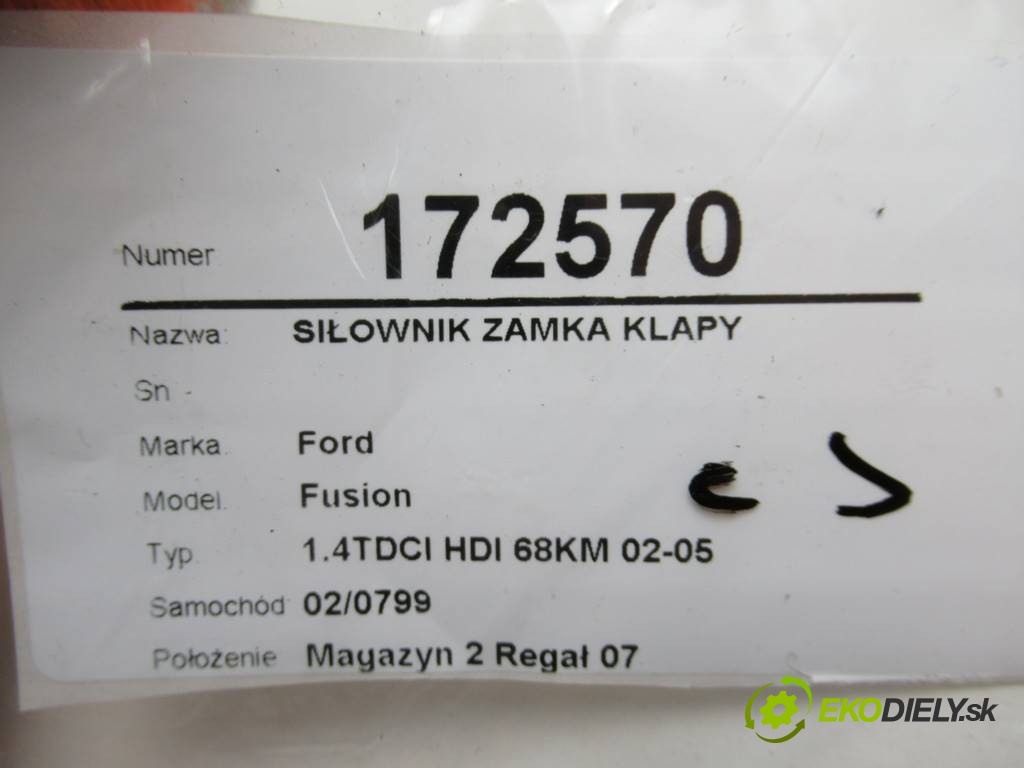 Numer 172570
Nazwa: SIŁOWNIK ZAMKA KLAPY
Sn -
Marka. Ford
Model. Fusion
Typ. 1.4TDCI HDI 68KM 02-05
Samochód 02/0799
Położenie Magazyn 2 Regał 07
EKODIELY.sk